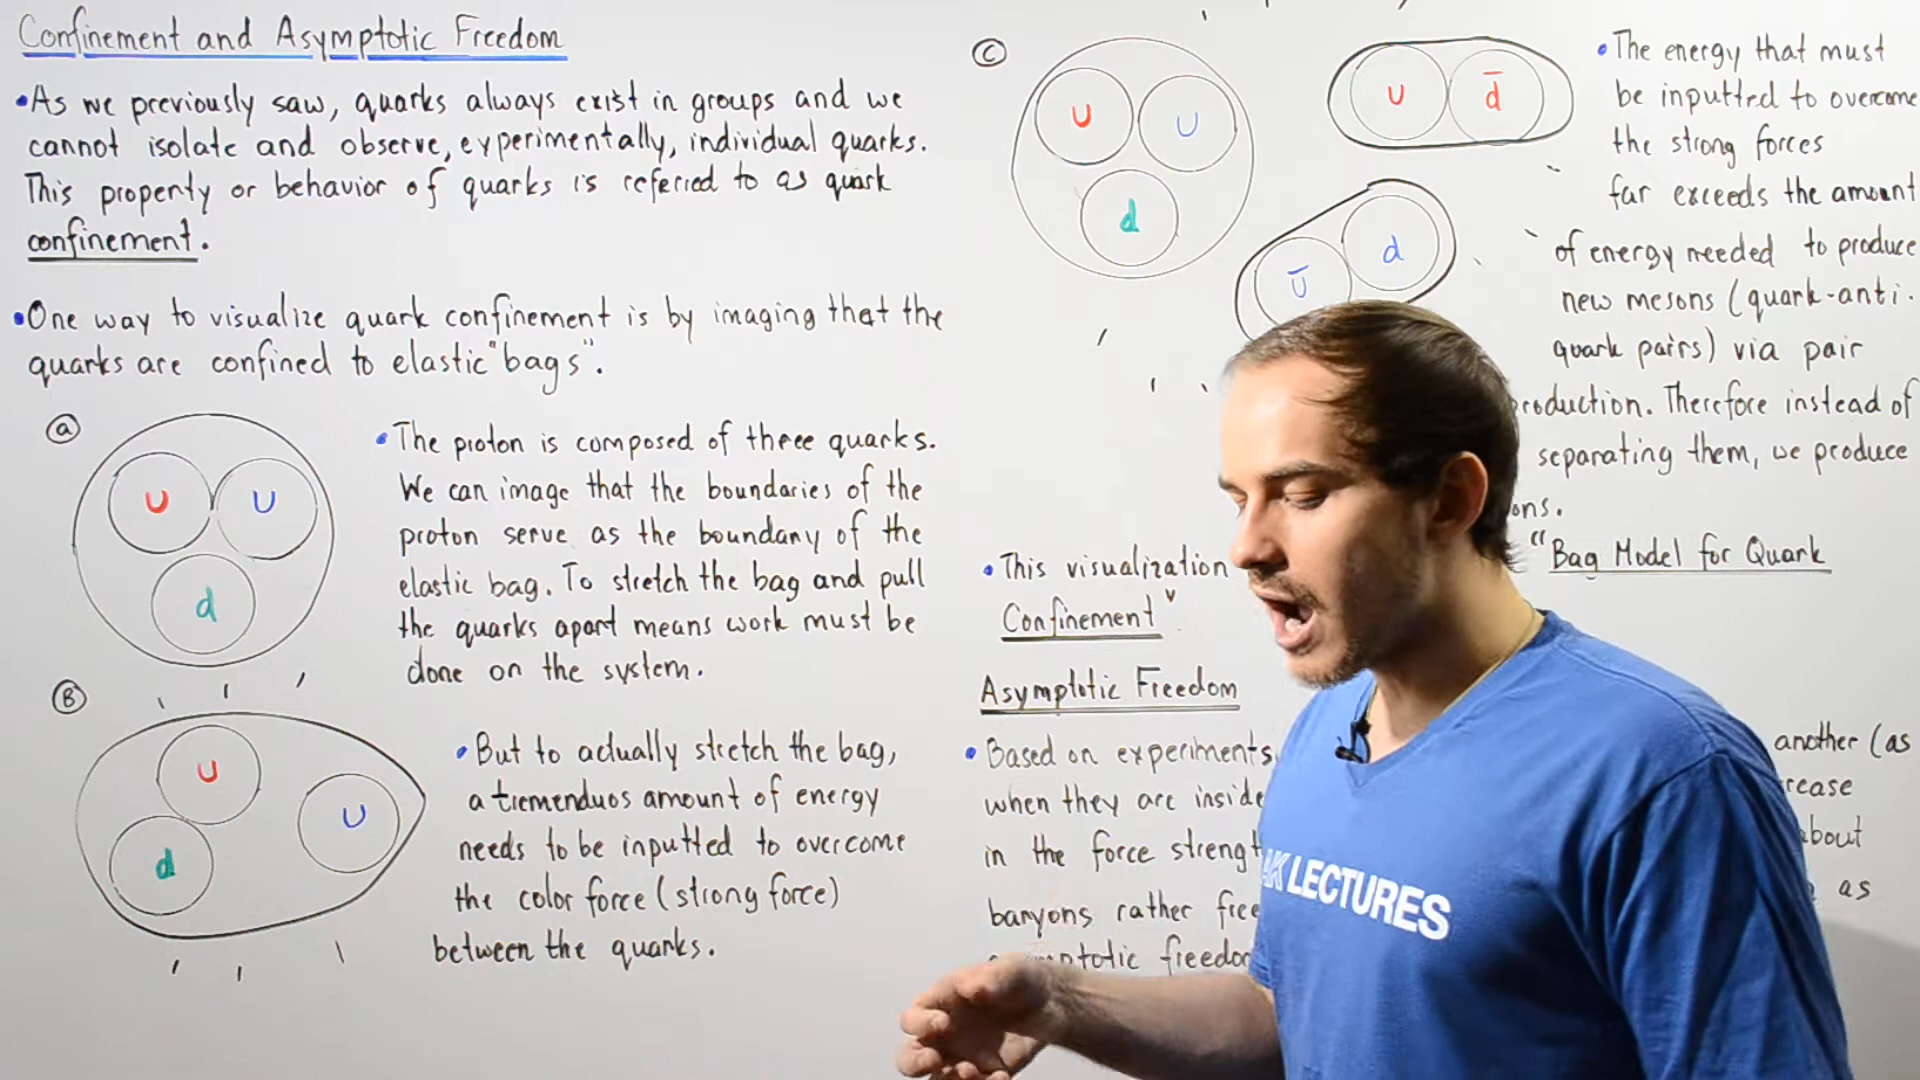 Confinement and Asymptotic Freedom
•As we previously saw, quarks always exist in groups and we
cannot isolate and observe, experimentally, individual quarks.
This property or behavior of quarks is referred to as quark
confinement.
•One way to visualize quark confinement is by imaging that the
quarks are confined to elastic "bags".
a
U
U
d
•The proton is composed of three quarks.
We can image that the boundaries of the
proton serve as the boundary of the
elastic bag. To stretch the bag and pull
the quarks apart means work must be
done on the system.
B
U
U
d
•But to actually stretch the bag,
a tremenduos amount of energy
needs to be inputted to overcome
the color force (strong force)
between the quarks.
C
U
U
d
U
d̄
Ū
d
•The energy that must
be inputted to overcome
the strong forces
far exceeds the amount
of energy needed to produce
new mesons (quark-anti-
quark pairs) via pair
roduction. Therefore instead of
separating them, we produce
ons.
•This visualization "Bag Model for Quark
Confinement".
Asymptotic Freedom
•Based on experiments, another (as
when they are inside rease
in the force strengt about
baryons rather free as
freedo
AK LECTURES